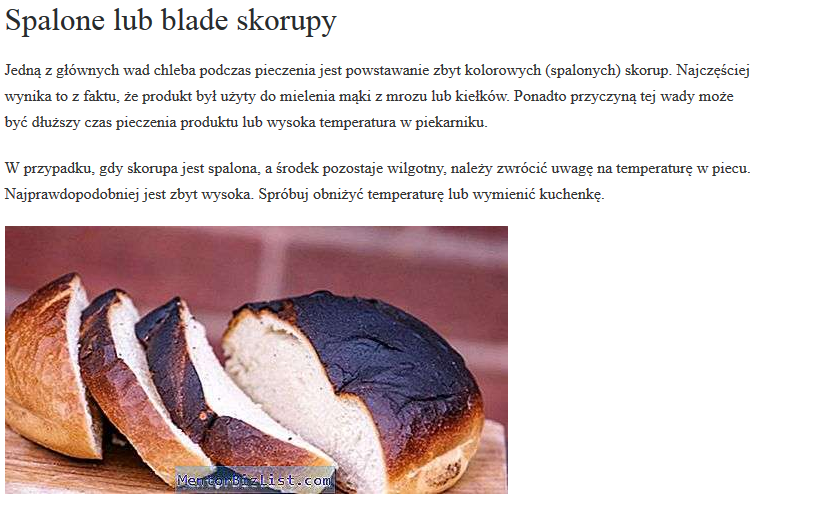 Spalone lub blade skorupy
Jedną z głównych wad chleba podczas pieczenia jest powstawanie zbyt kolorowych (spalonych) skorup. Najczęściej
wynika to z faktu, że produkt był użyty do mielenia mąki z mrozu lub kiełków. Ponadto przyczyną tej wady może
być dłuższy czas pieczenia produktu lub wysoka temperatura w piekarniku.
W przypadku, gdy skorupa jest spalona, a środek pozostaje wilgotny, należy zwrócić uwagę na temperaturę w piecu.
Najprawdopodobniej jest zbyt wysoka. Spróbuj obniżyć temperaturę lub wymienić kuchenkę.
MentorBizList.com